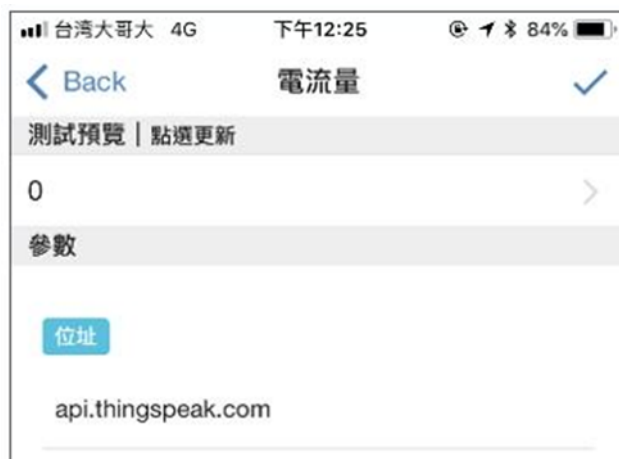 台湾大哥大 4G 下午12:25 84%
Back 電流量
測試預覽 | 點選更新
0
參數
位址
api.thingspeak.com